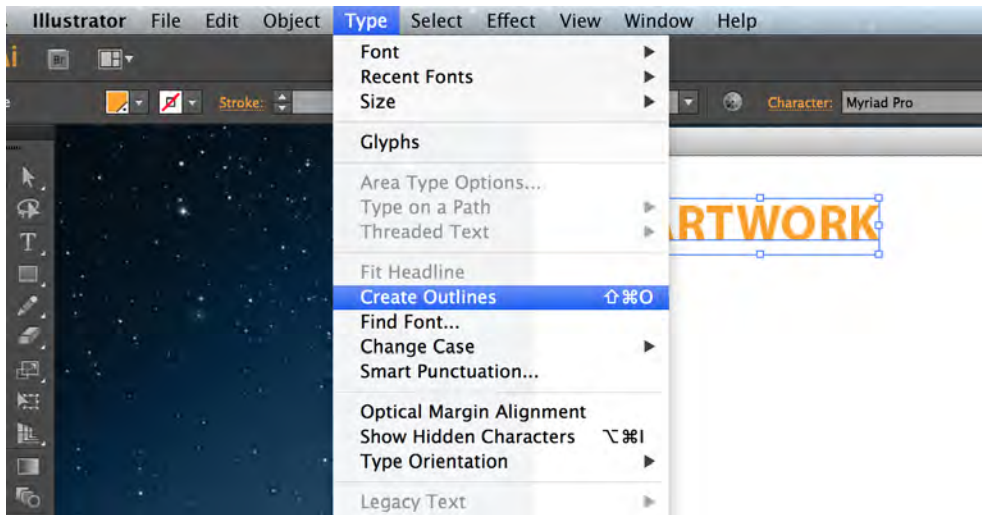 Illustrator File Edit Object Type Select Effect View Window Help
Ai Br
Stroke: Character: Myriad Pro
Font
Recent Fonts
Size
Glyphs
Area Type Options...
Type on a Path
Threaded Text
Fit Headline
Create Outlines ⇧⌘O
Find Font...
Change Case
Smart Punctuation...
Optical Margin Alignment
Show Hidden Characters ⌥⌘I
Type Orientation
Legacy Text
RTWORK